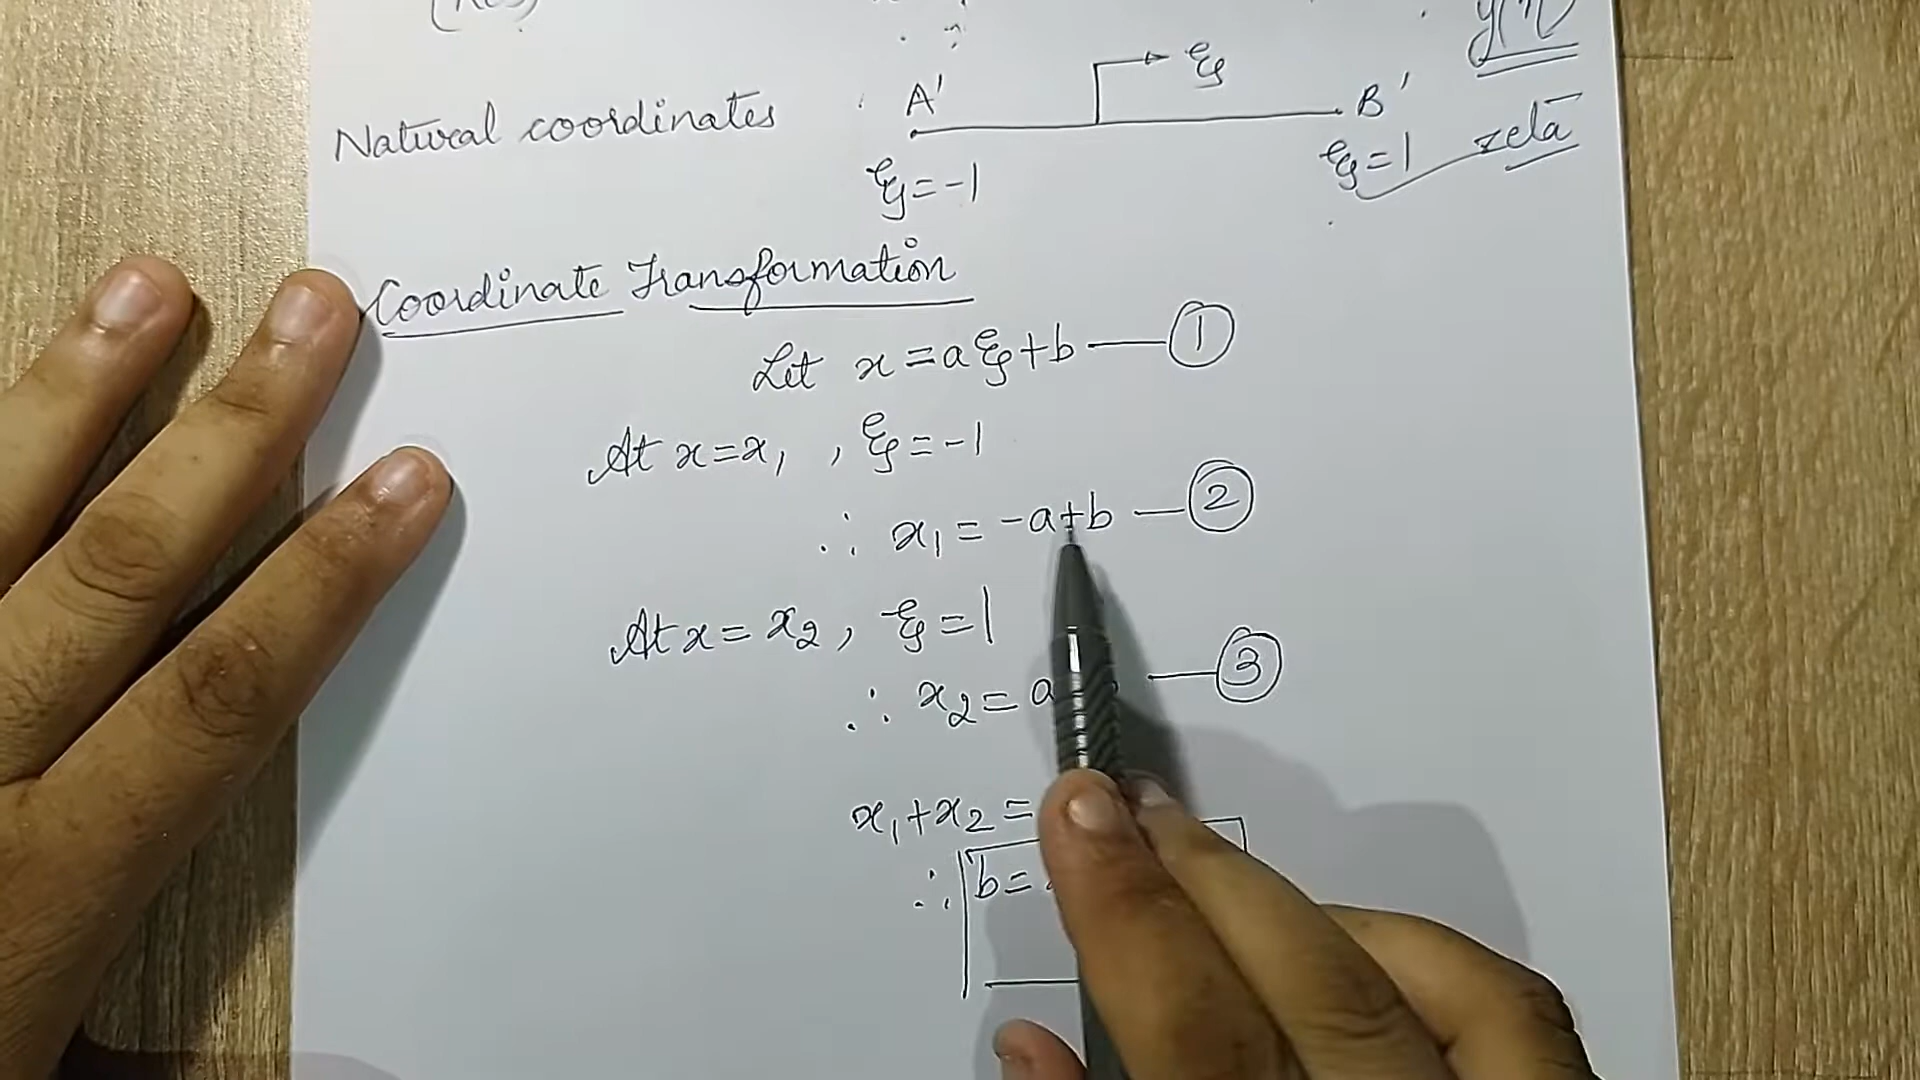 y(η)
A' ξ B'
Natural coordinates
ξ=-1 ξ=1 zeta
Coordinate Transformation
Let x=aξ+b — ①
At x=x₁, ξ=-1
∴ x₁ = -a+b — ②
At x=x₂, ξ=1
∴ x₂=a — ③
x₁+x₂=
∴ b=